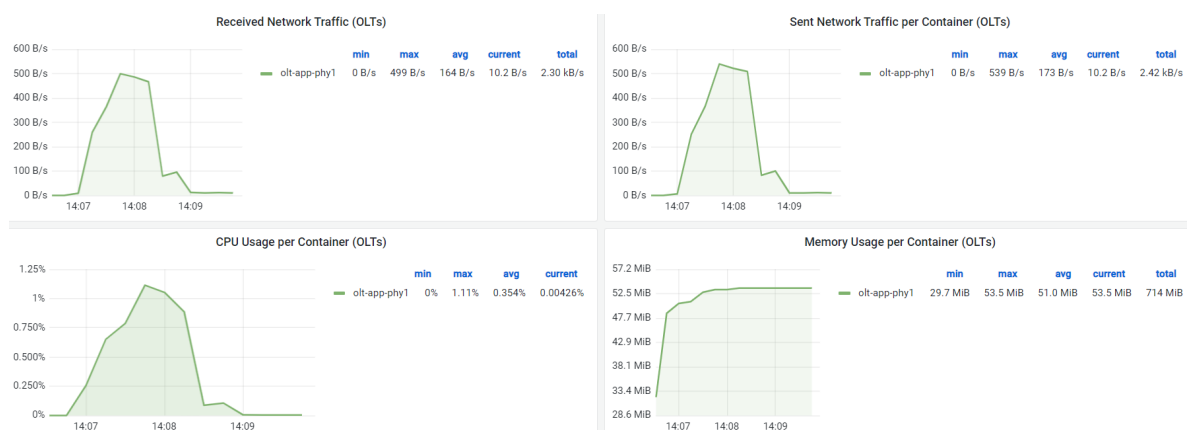 Received Network Traffic (OLTs)
600 B/s
500 B/s
400 B/s
300 B/s
200 B/s
100 B/s
0 B/s
14:07 14:08 14:09
min max avg current total
olt-app-phy1 0 B/s 499 B/s 164 B/s 10.2 B/s 2.30 kB/s
Sent Network Traffic per Container (OLTs)
600 B/s
500 B/s
400 B/s
300 B/s
200 B/s
100 B/s
0 B/s
14:07 14:08 14:09
min max avg current total
olt-app-phy1 0 B/s 539 B/s 173 B/s 10.2 B/s 2.42 kB/s
CPU Usage per Container (OLTs)
1.25%
1%
0.750%
0.500%
0.250%
0%
14:07 14:08 14:09
min max avg current
olt-app-phy1 0% 1.11% 0.354% 0.00426%
Memory Usage per Container (OLTs)
57.2 MiB
52.5 MiB
47.7 MiB
42.9 MiB
38.1 MiB
33.4 MiB
28.6 MiB
14:07 14:08 14:09
min max avg current total
olt-app-phy1 29.7 MiB 53.5 MiB 51.0 MiB 53.5 MiB 714 MiB